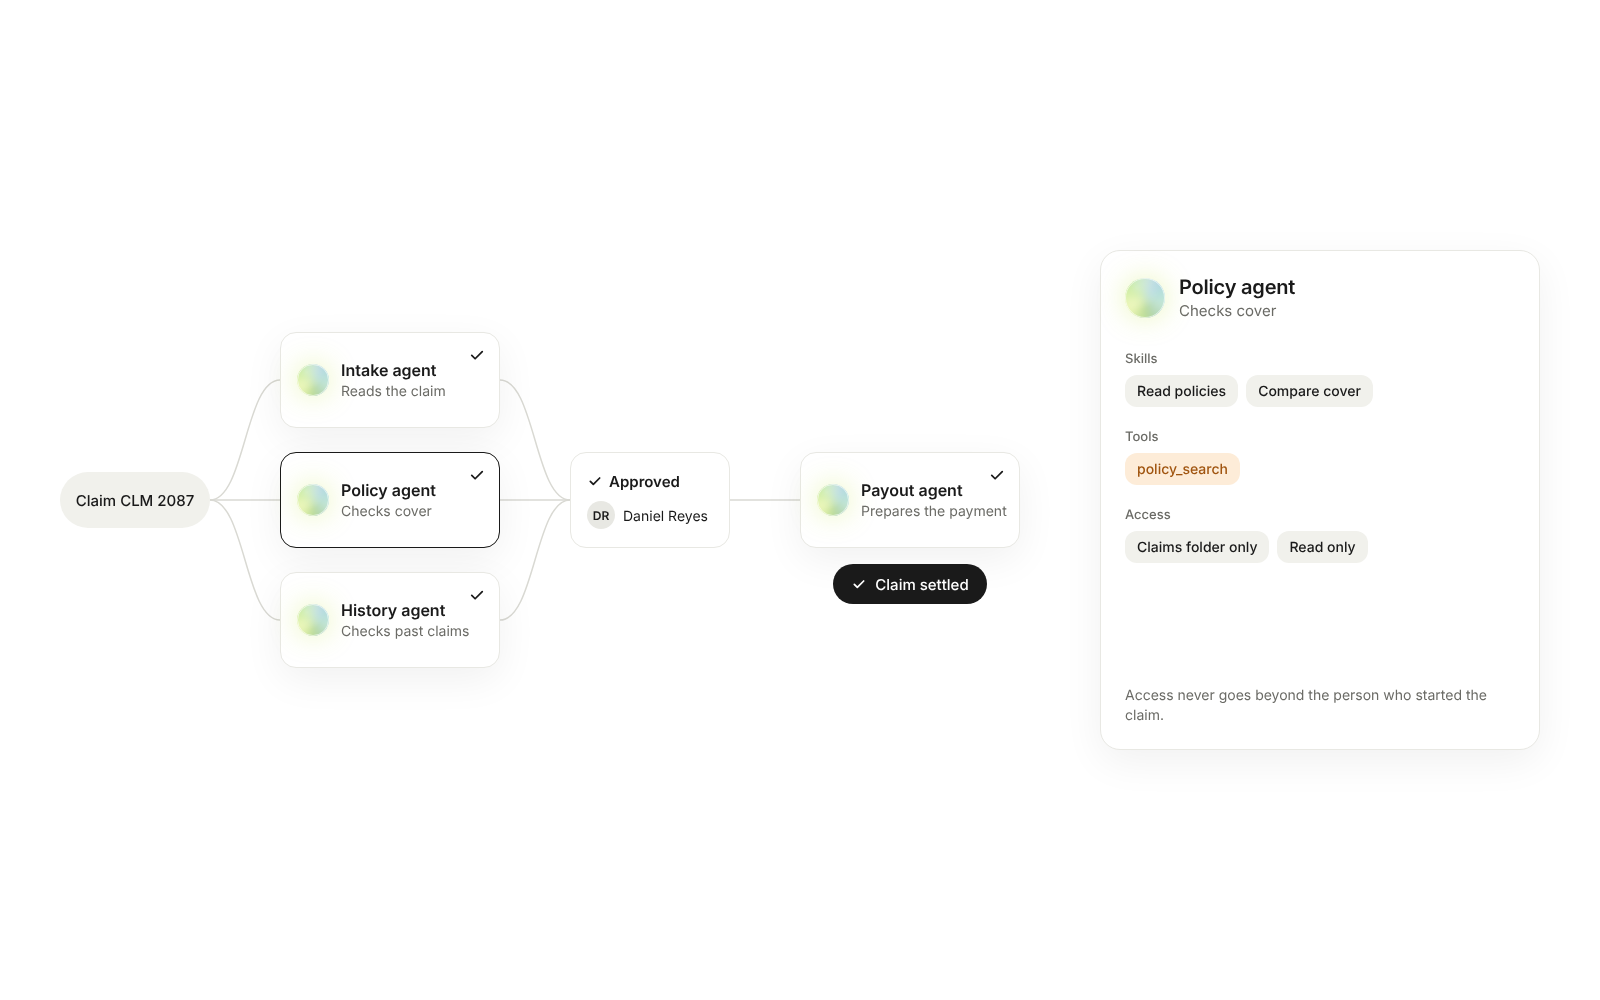 Claim CLM 2087
Intake agent
Reads the claim
Policy agent
Checks cover
History agent
Checks past claims
Approved
DR Daniel Reyes
Payout agent
Prepares the payment
Claim settled
Policy agent
Checks cover
Skills
Read policies Compare cover
Tools
policy_search
Access
Claims folder only Read only
Access never goes beyond the person who started the
claim.